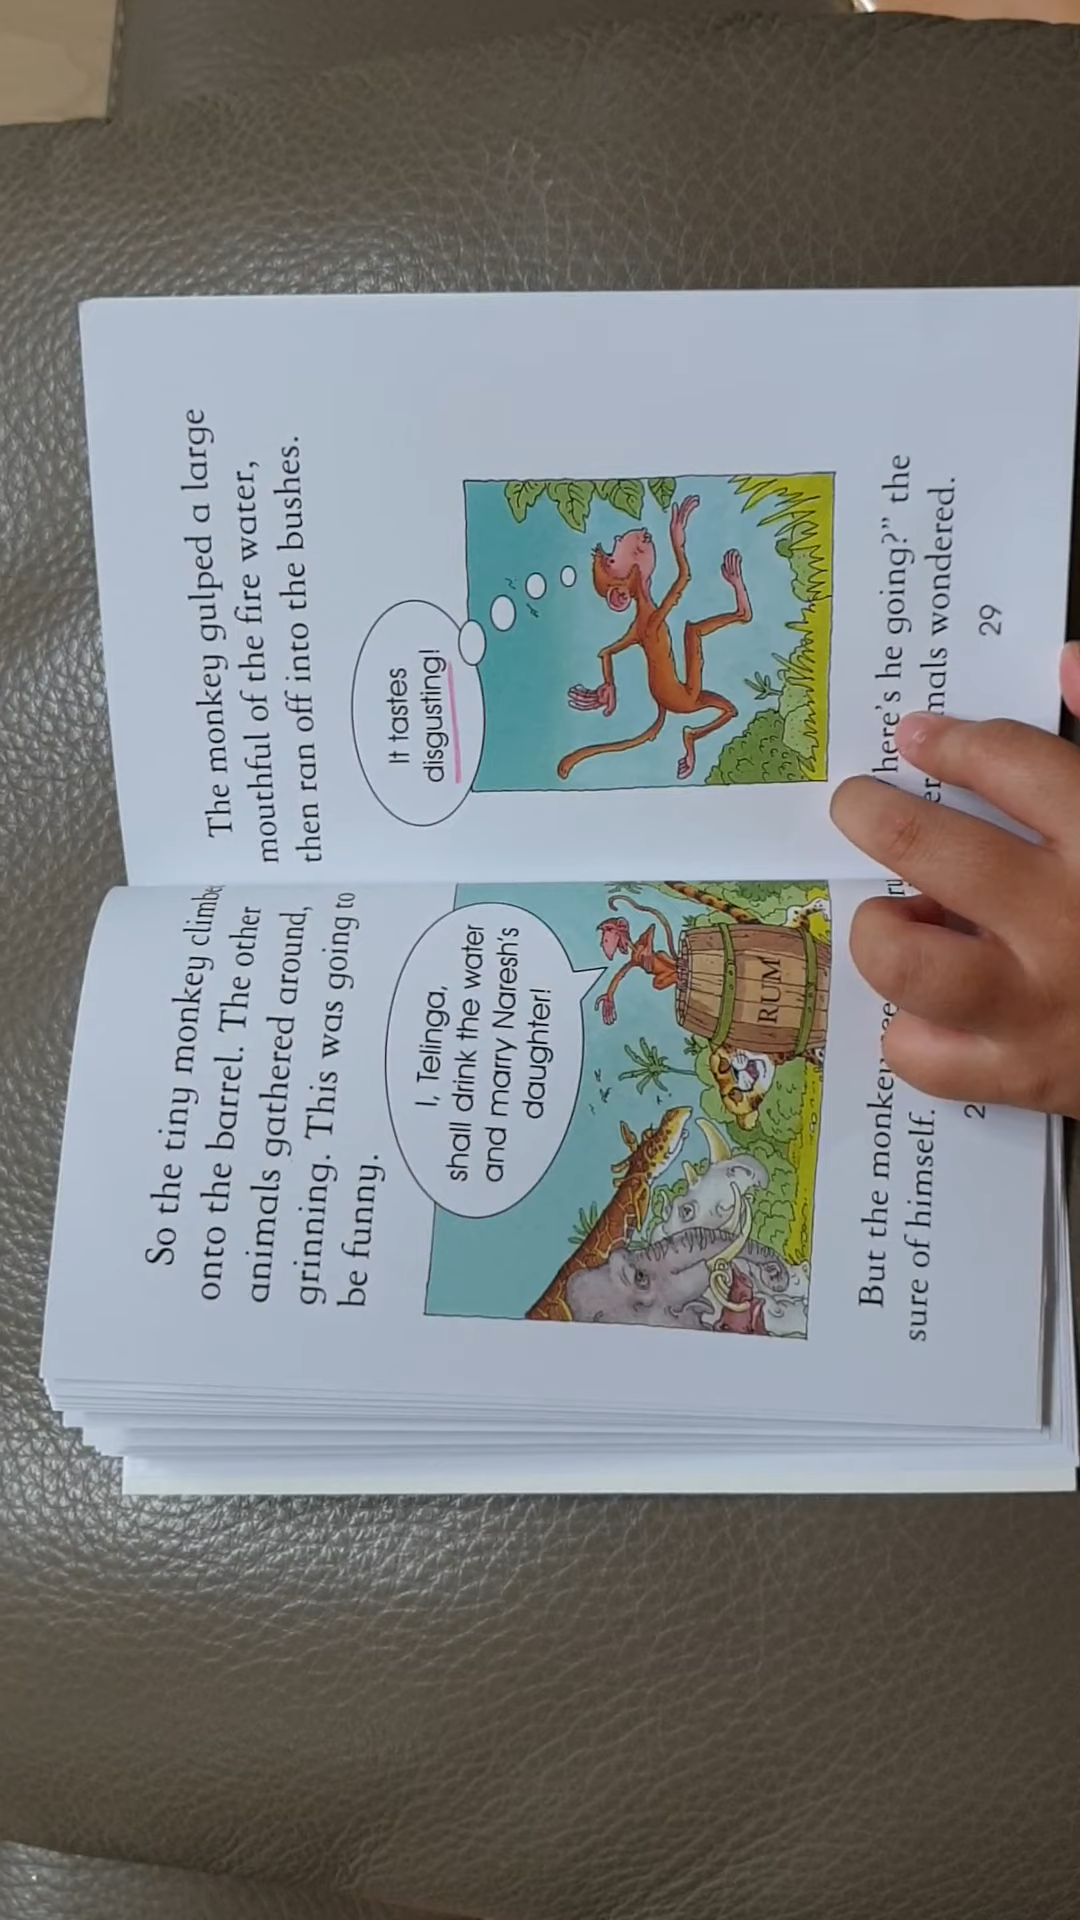 So the tiny monkey climbe
onto the barrel. The other
animals gathered around,
grinning. This was going to
be funny.
I, Telinga,
shall drink the water
and marry Naresh's
daughter!
RUM
But the monkey
sure of himself.
2
The monkey gulped a large
mouthful of the fire water,
then ran off into the bushes.
It tastes
disgusting!
here's he going?" the
mals wondered.
29